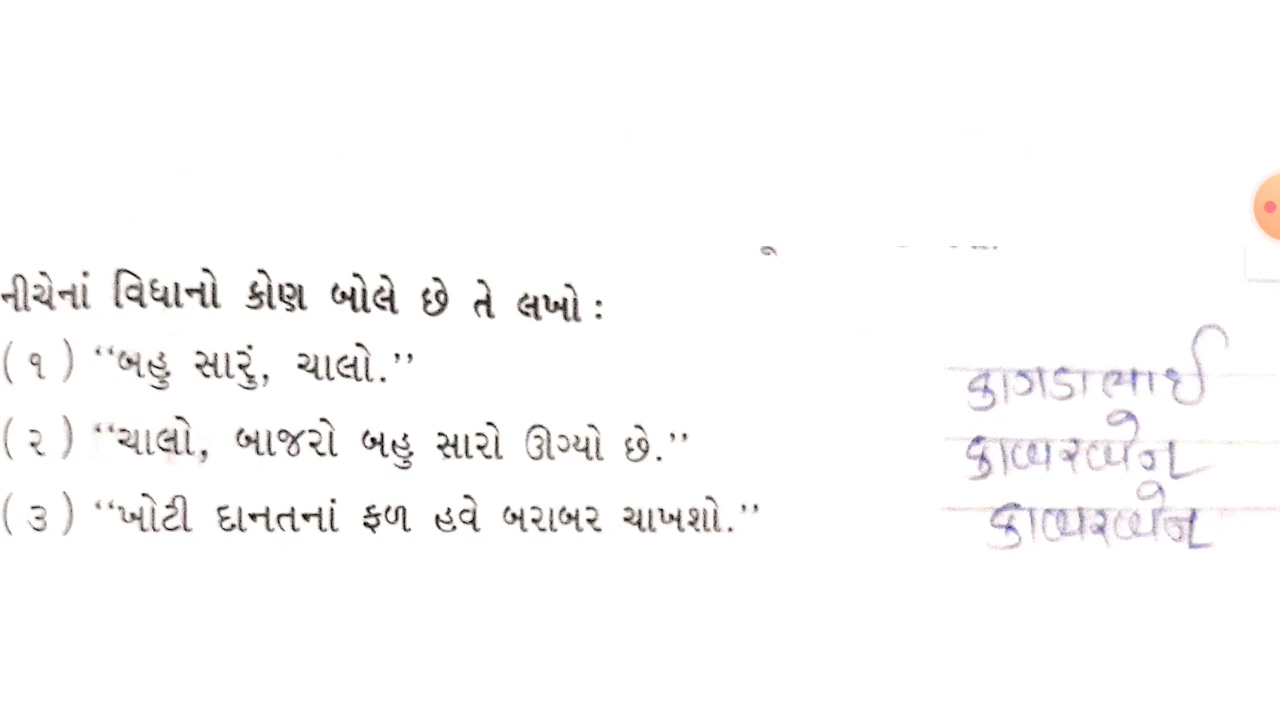 નીચેનાં વિધાનો કોણ બોલે છે તે લખો :
(૧) “બહુ સારું, ચાલો.” કાગડાભાઈ
(૨) “ચાલો, બાજરો બહુ સારો ઊગ્યો છે.” કાબરબેન
(૩) “ખોટી દાનતનાં ફળ હવે બરાબર ચાખશો.” કાબરબેન